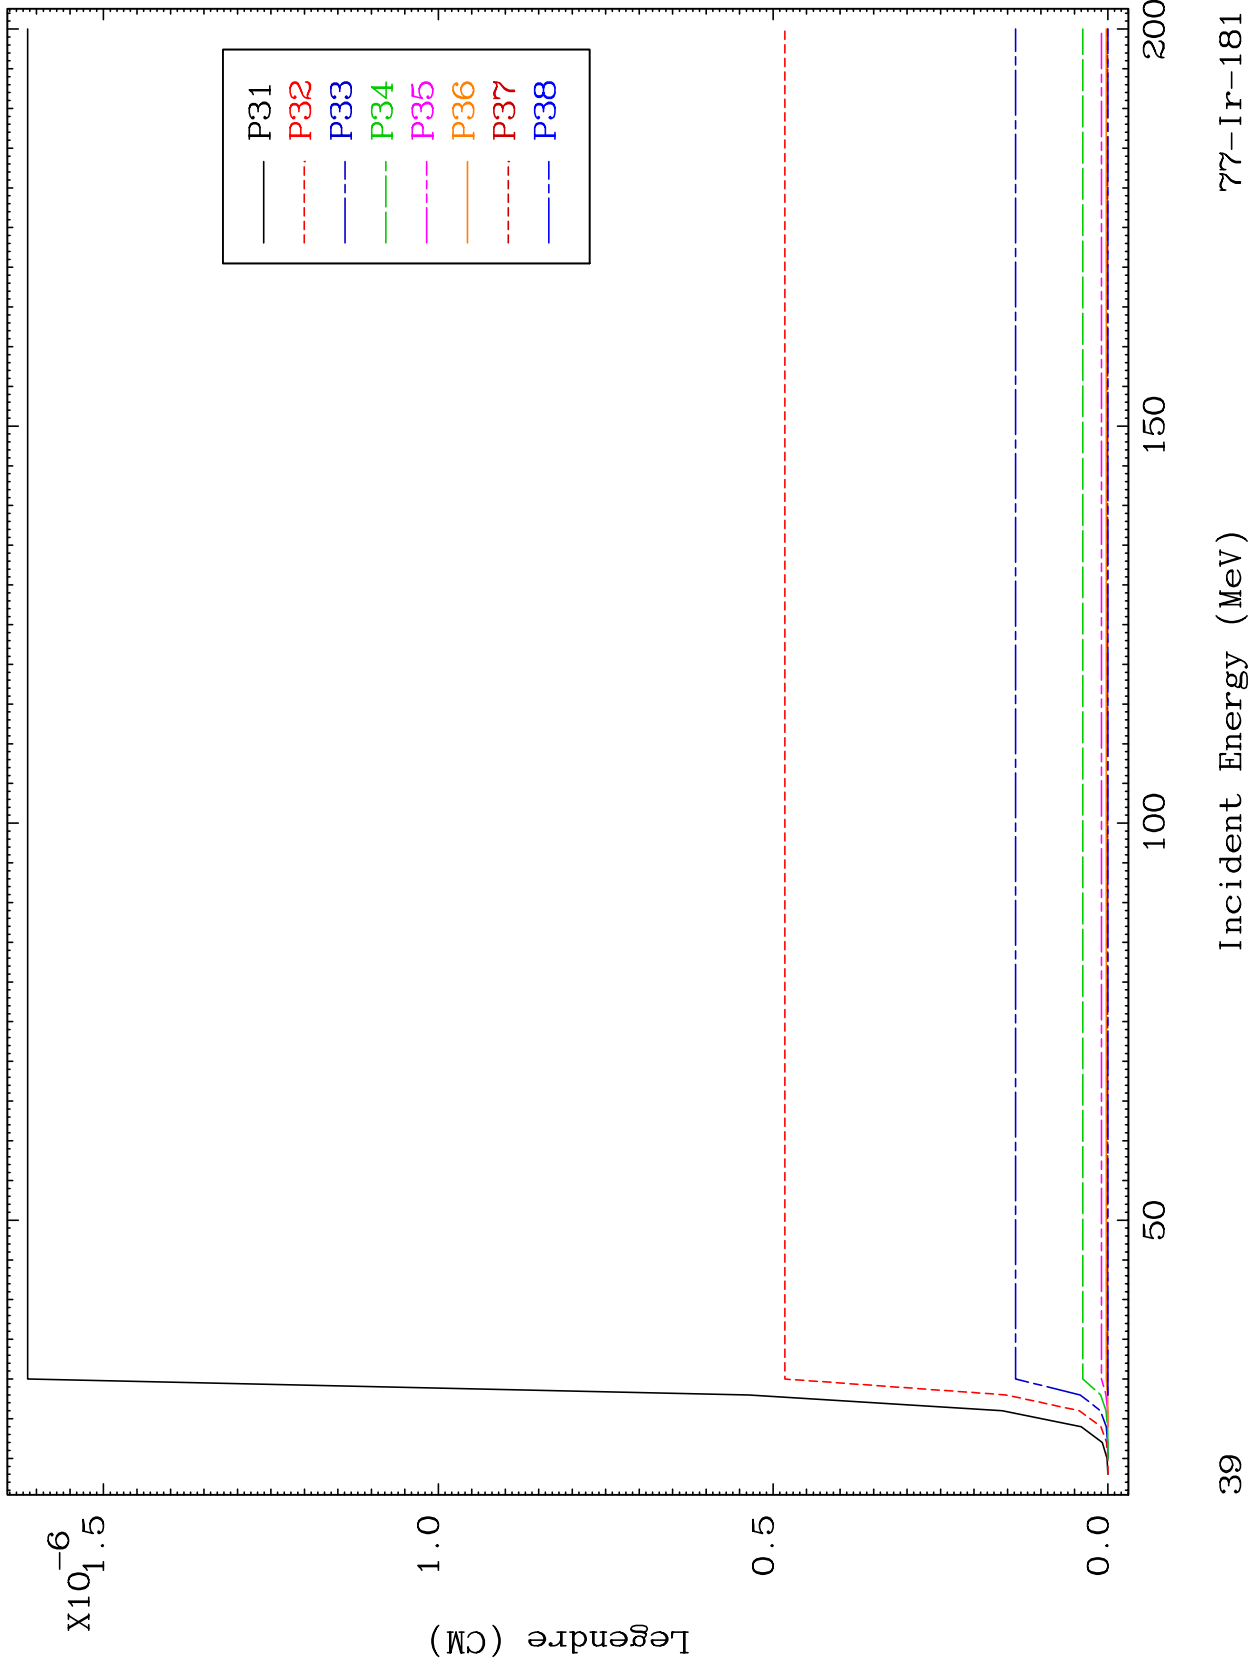 X10-6
1.5
1.0
0.5
0.0
Legendre (CM)
P31
P32
P33
P34
P35
P36
P37
P38
50
100
150
200
39
Incident Energy (MeV)
77-Ir-181